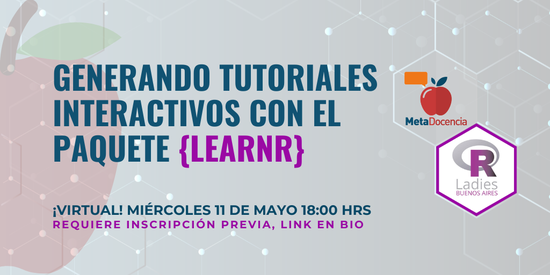 GENERANDO TUTORIALES
INTERACTIVOS CON EL
PAQUETE {LEARNR}
MetaDocencia
R
Ladies
BUENOS AIRES
¡VIRTUAL! MIÉRCOLES 11 DE MAYO 18:00 HRS
REQUIERE INSCRIPCIÓN PREVIA, LINK EN BIO